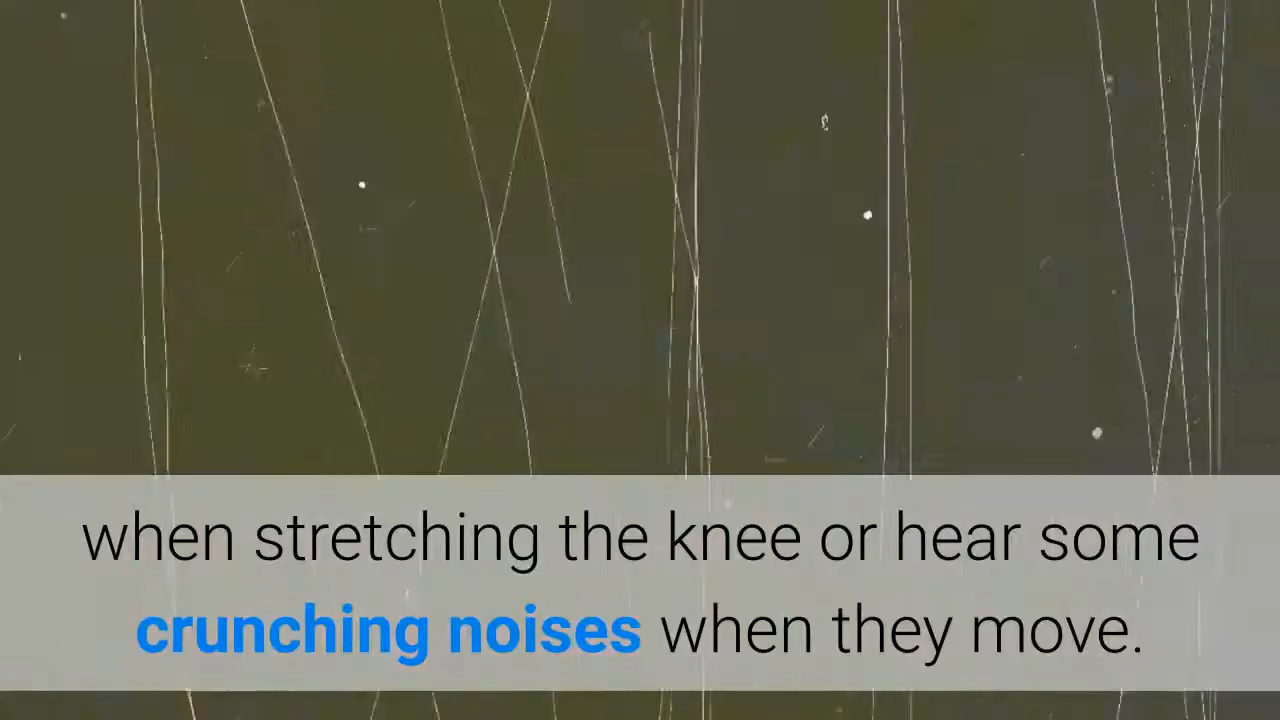 when stretching the knee or hear some
crunching noises when they move.